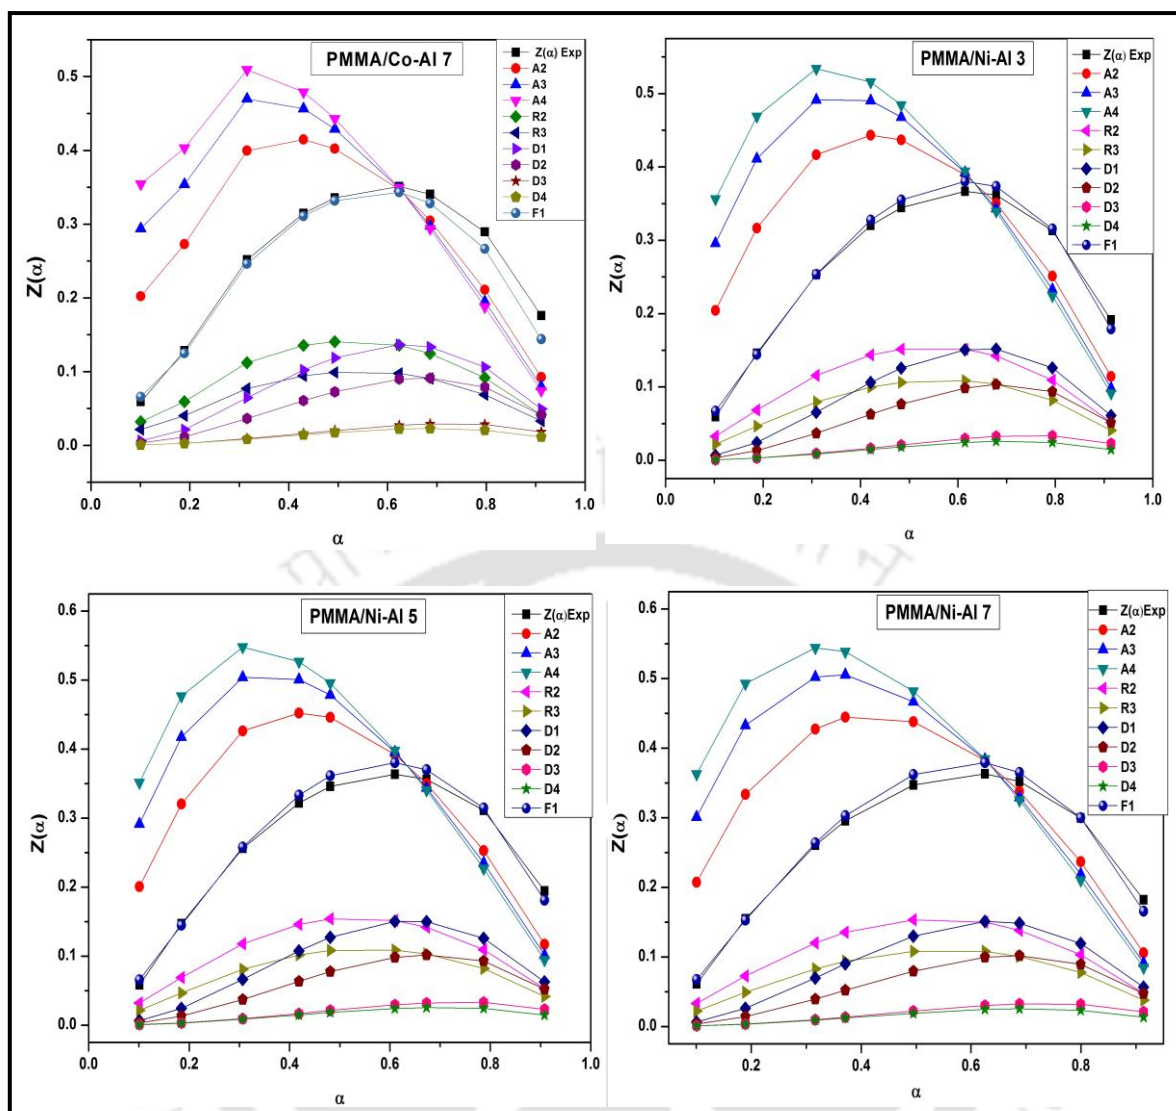 PMMA/Co-Al 7
Z(α) Exp
A2
A3
A4
R2
R3
D1
D2
D3
D4
F1
0.5
0.4
0.3
0.2
0.1
0.0
Z(α)
0.0 0.2 0.4 0.6 0.8 1.0
α
PMMA/Ni-Al 3
Z(α) Exp
A2
A3
A4
R2
R3
D1
D2
D3
D4
F1
0.5
0.4
0.3
0.2
0.1
0.0
Z(α)
0.0 0.2 0.4 0.6 0.8 1.0
α
PMMA/Ni-Al 5
Z(α)Exp
A2
A3
A4
R2
R3
D1
D2
D3
D4
F1
0.6
0.5
0.4
0.3
0.2
0.1
0.0
Z(α)
0.0 0.2 0.4 0.6 0.8 1.0
α
PMMA/Ni-Al 7
Z(α)Exp
A2
A3
A4
R2
R3
D1
D2
D3
D4
F1
0.6
0.5
0.4
0.3
0.2
0.1
0.0
Z(α)
0.2 0.4 0.6 0.8
α